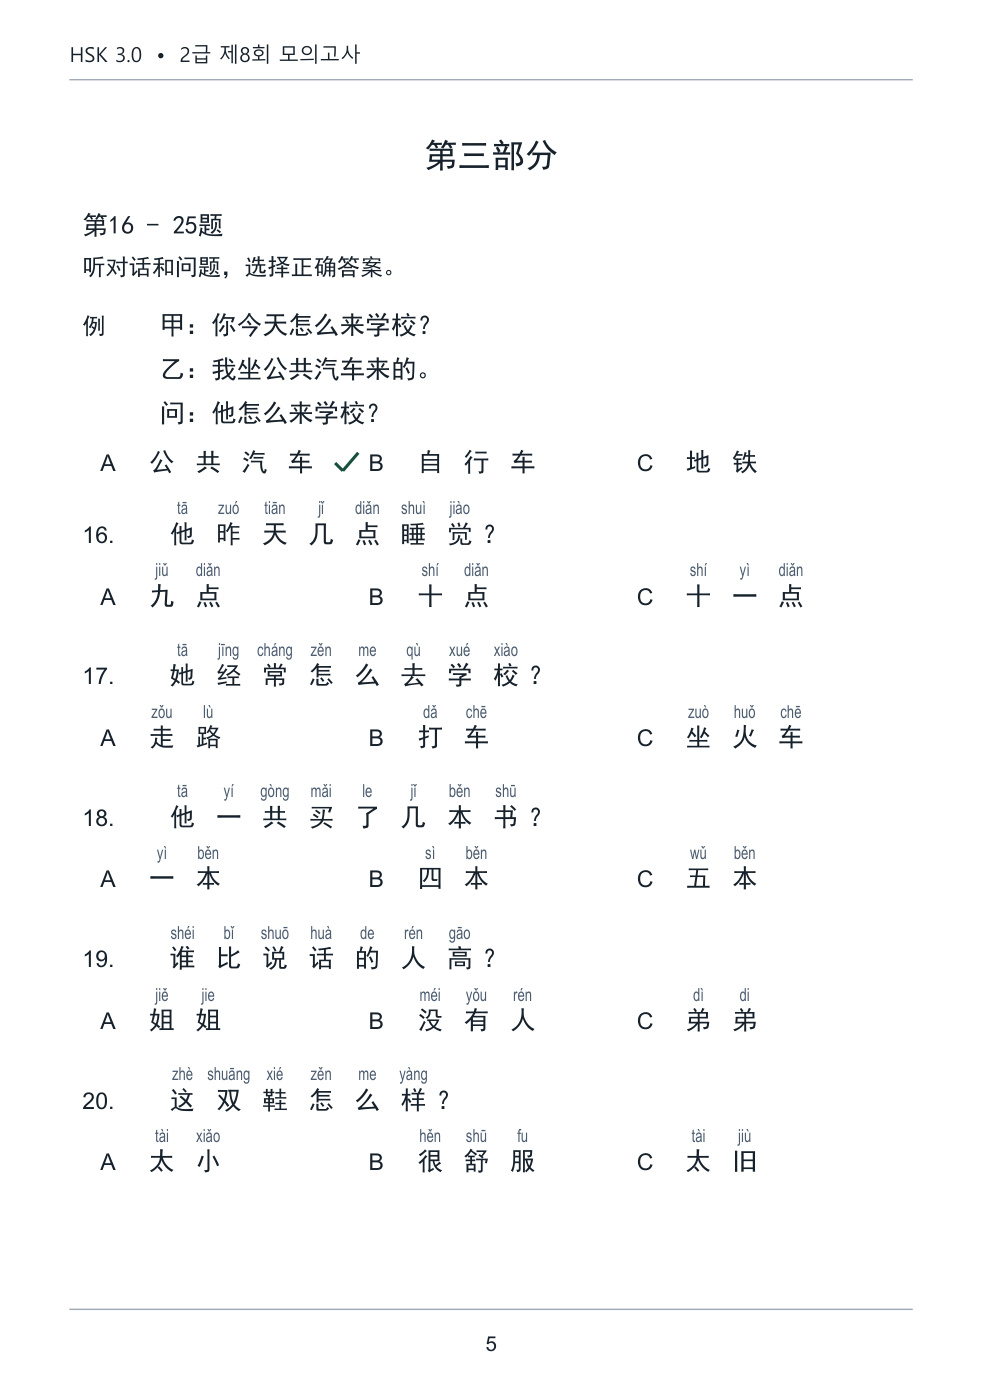 HSK 3.0 • 2급 제8회 모의고사
第三部分
第16 – 25题
听对话和问题，选择正确答案。
例 甲：你今天怎么来学校？
乙：我坐公共汽车来的。
问：他怎么来学校？
A 公共汽车 ✓ B 自行车 C 地铁
tā zuó tiān jǐ diǎn shuì jiào
16. 他昨天几点睡觉？
jiǔ diǎn shí diǎn shí yì diǎn
A 九点 B 十点 C 十一点
tā jīng cháng zěn me qù xué xiào
17. 她经常怎么去学校？
zǒu lù dǎ chē zuò huǒ chē
A 走路 B 打车 C 坐火车
tā yí gòng mǎi le jǐ běn shū
18. 他一共买了几本书？
yì běn sì běn wǔ běn
A 一本 B 四本 C 五本
shéi bǐ shuō huà de rén gāo
19. 谁比说话的人高？
jiě jie méi yǒu rén dì di
A 姐姐 B 没有人 C 弟弟
zhè shuāng xié zěn me yàng
20. 这双鞋怎么样？
tài xiǎo hěn shū fu tài jiù
A 太小 B 很舒服 C 太旧
5